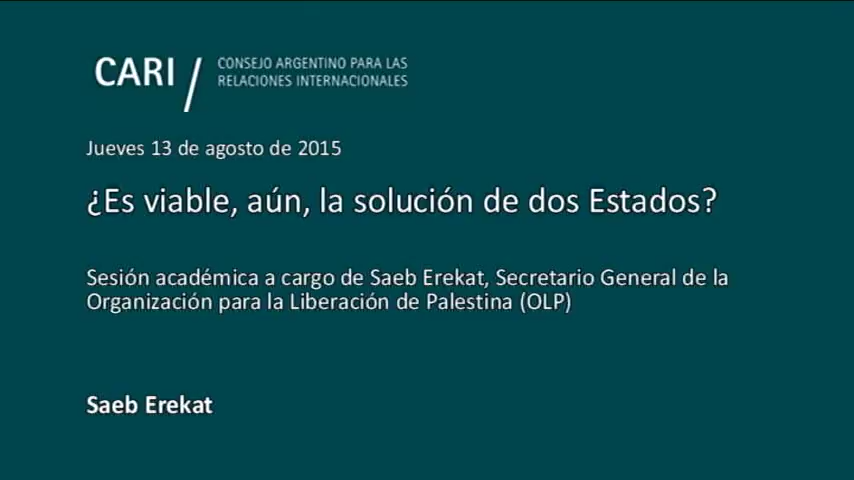 CARI
CONSEJO ARGENTINO PARA LAS
RELACIONES INTERNACIONALES
Jueves 13 de agosto de 2015
¿Es viable, aún, la solución de dos Estados?
Sesión académica a cargo de Saeb Erekat, Secretario General de la
Organización para la Liberación de Palestina (OLP)
Saeb Erekat